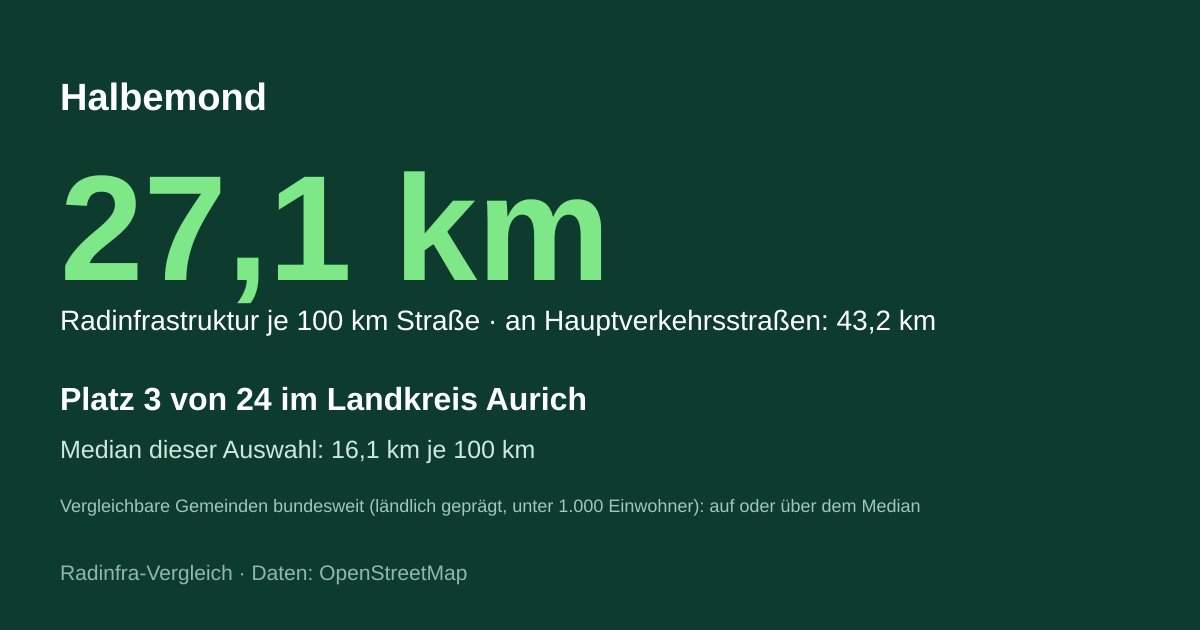 Halbemond
27,1 km
Radinfrastruktur je 100 km Straße · an Hauptverkehrsstraßen: 43,2 km
Platz 3 von 24 im Landkreis Aurich
Median dieser Auswahl: 16,1 km je 100 km
Vergleichbare Gemeinden bundesweit (ländlich geprägt, unter 1.000 Einwohner): auf oder über dem Median
Radinfra-Vergleich · Daten: OpenStreetMap